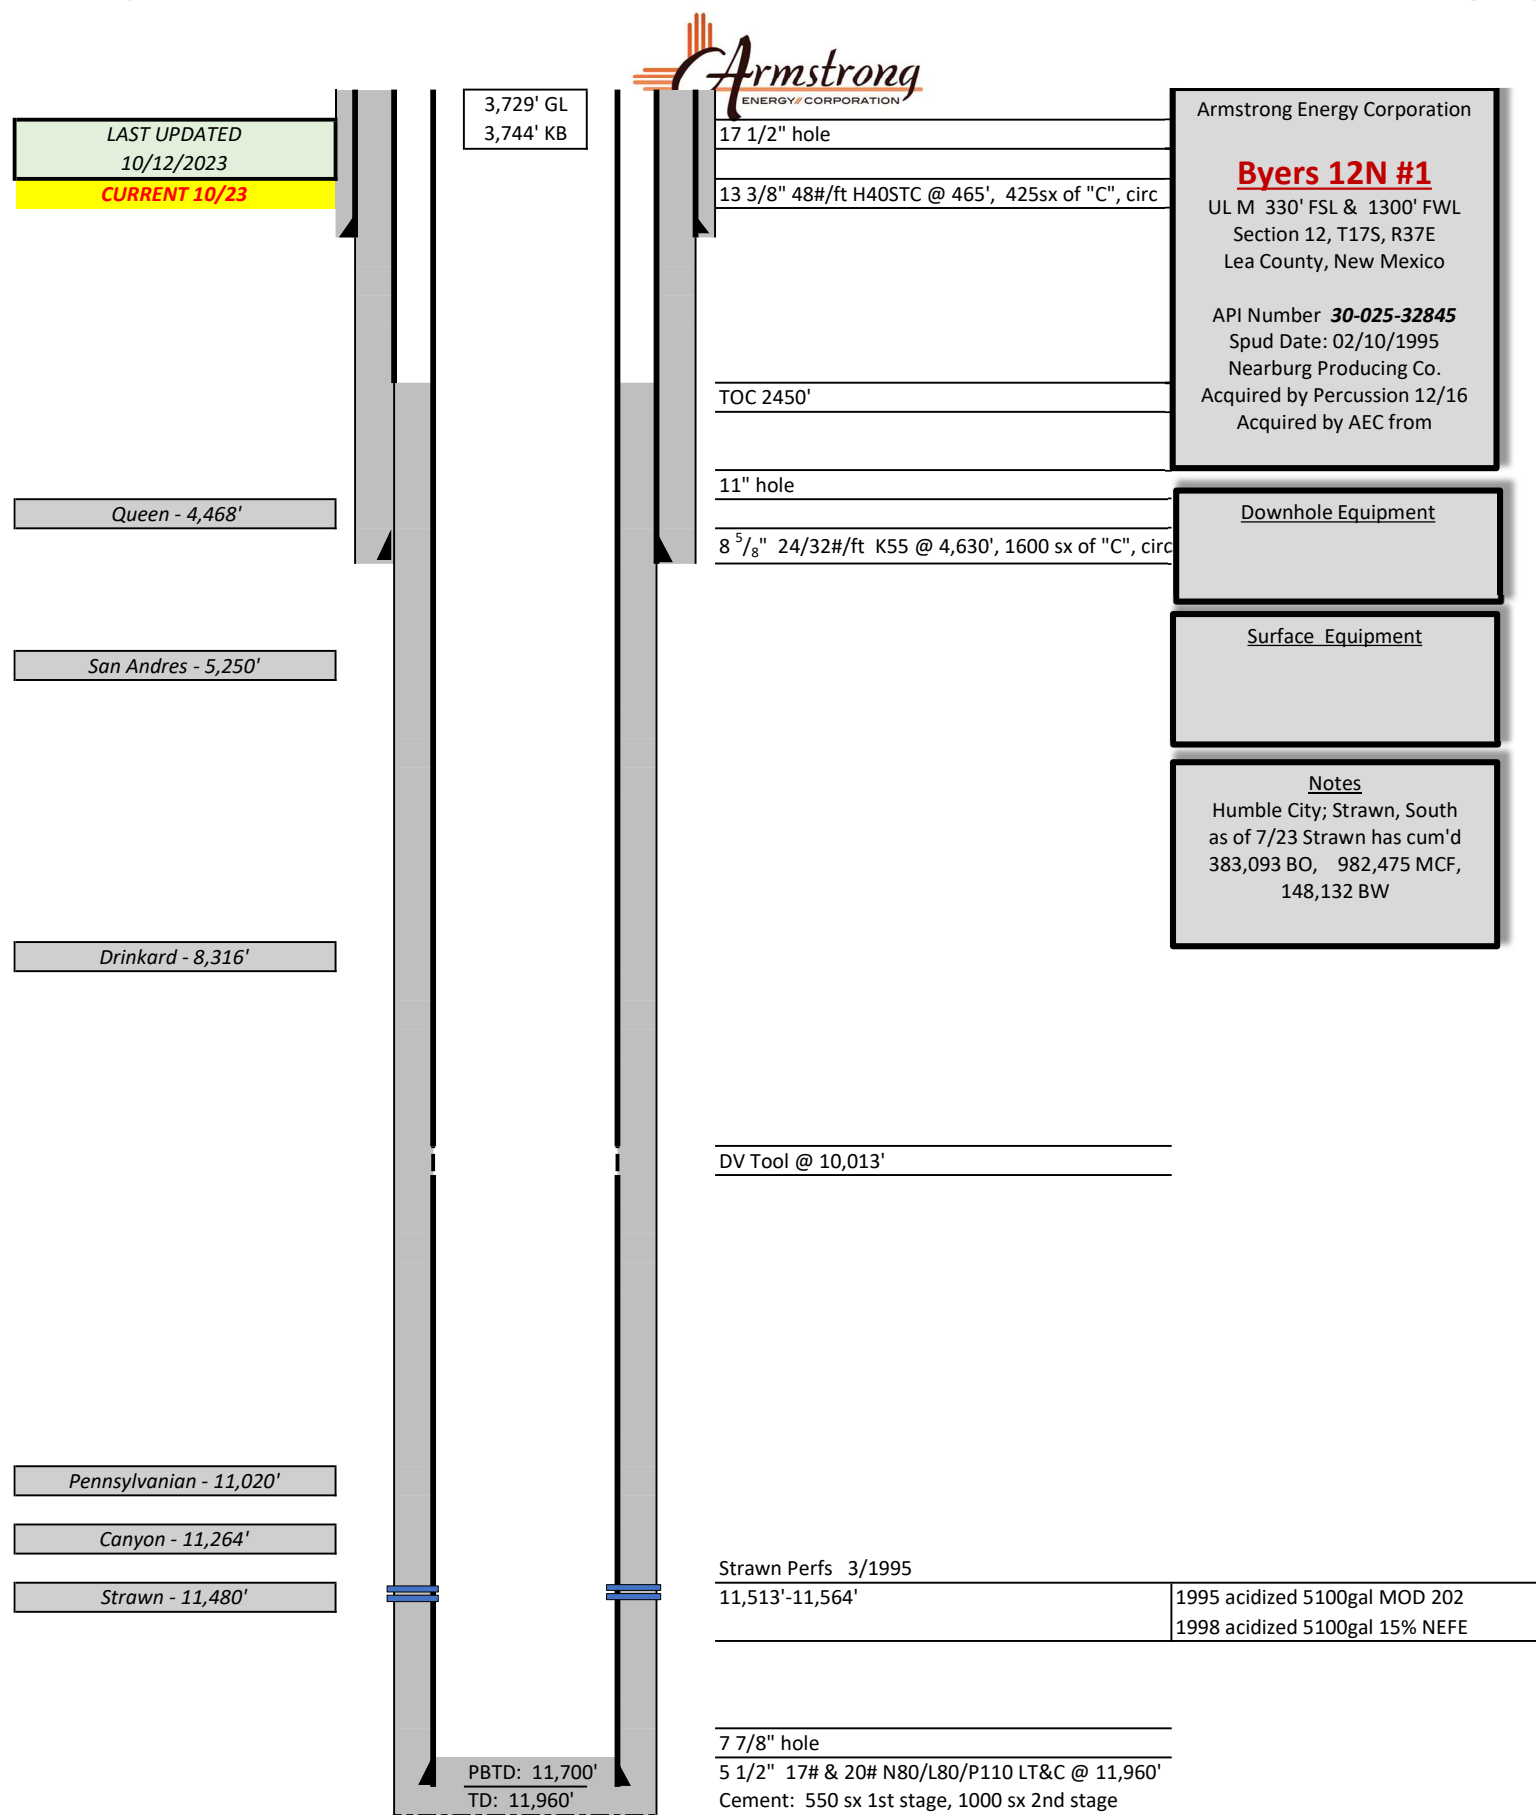 Armstrong
ENERGY//CORPORATION
3,729' GL
3,744' KB
LAST UPDATED
10/12/2023
CURRENT 10/23
17 1/2" hole
13 3/8" 48#/ft H40STC @ 465', 425sx of "C", circ
Armstrong Energy Corporation
Byers 12N #1
UL M 330' FSL & 1300' FWL
Section 12, T17S, R37E
Lea County, New Mexico
API Number 30-025-32845
Spud Date: 02/10/1995
Nearburg Producing Co.
Acquired by Percussion 12/16
Acquired by AEC from
TOC 2450'
11" hole
Queen - 4,468'
8 5/8" 24/32#/ft K55 @ 4,630', 1600 sx of "C", circ
Downhole Equipment
San Andres - 5,250'
Surface Equipment
Notes
Humble City; Strawn, South
as of 7/23 Strawn has cum'd
383,093 BO, 982,475 MCF,
148,132 BW
Drinkard - 8,316'
DV Tool @ 10,013'
Pennsylvanian - 11,020'
Canyon - 11,264'
Strawn - 11,480'
Strawn Perfs 3/1995
11,513'-11,564'
1995 acidized 5100gal MOD 202
1998 acidized 5100gal 15% NEFE
7 7/8" hole
PBTD: 11,700'
TD: 11,960'
5 1/2" 17# & 20# N80/L80/P110 LT&C @ 11,960'
Cement: 550 sx 1st stage, 1000 sx 2nd stage